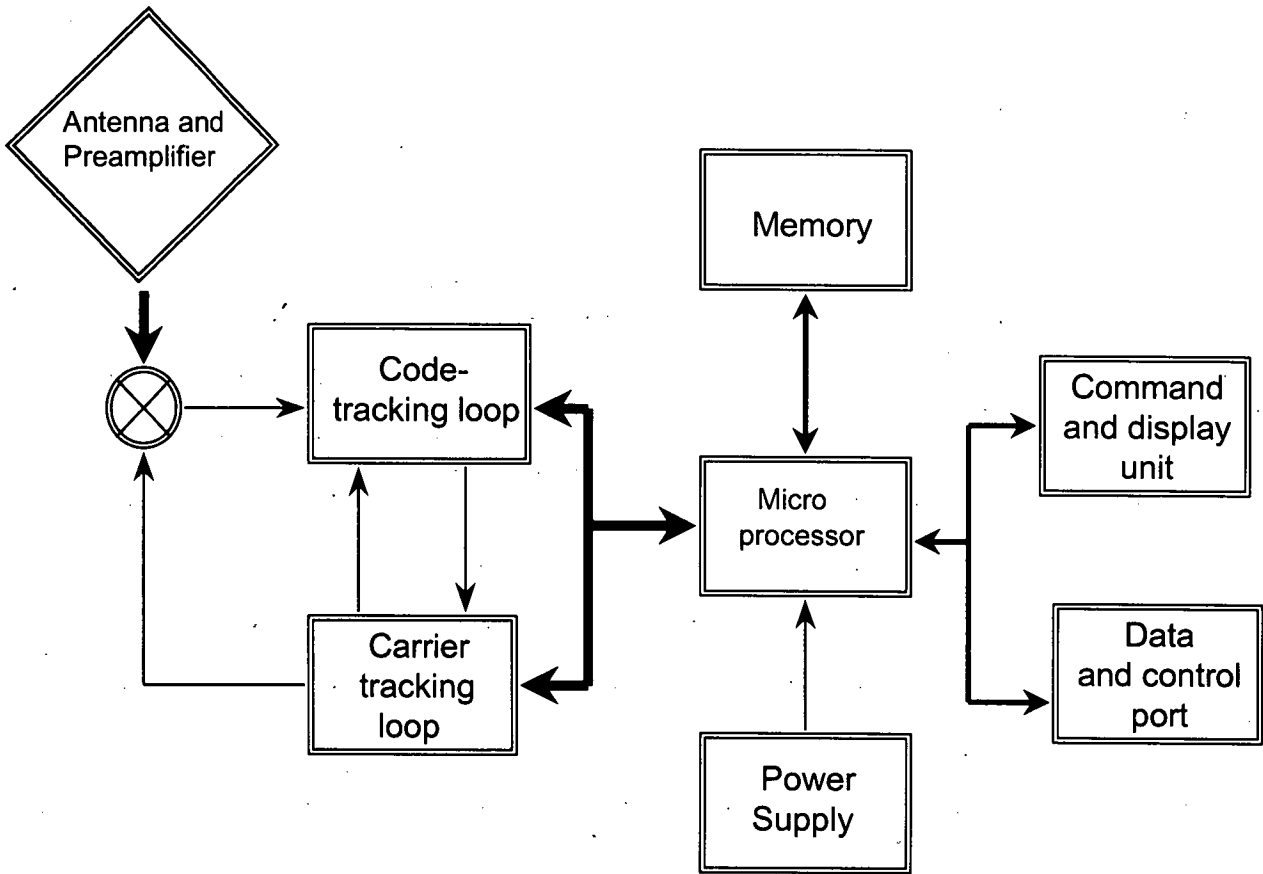 Antenna and
Preamplifier
Memory
Code-
tracking loop
Command
and display
unit
Micro
processor
Carrier
tracking
loop
Data
and control
port
Power
Supply